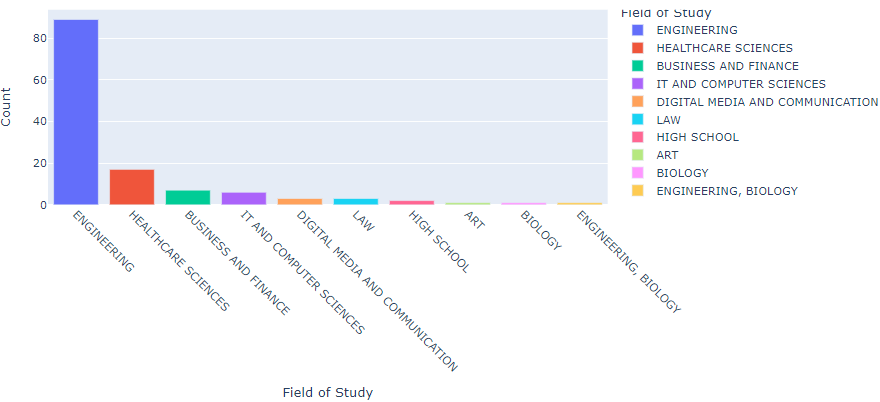 Field of Study
ENGINEERING
HEALTHCARE SCIENCES
BUSINESS AND FINANCE
IT AND COMPUTER SCIENCES
DIGITAL MEDIA AND COMMUNICATION
LAW
HIGH SCHOOL
ART
BIOLOGY
ENGINEERING, BIOLOGY
Count
80
60
40
20
0
ENGINEERING
HEALTHCARE SCIENCES
BUSINESS AND FINANCE
IT AND COMPUTER SCIENCES
DIGITAL MEDIA AND COMMUNICATION
LAW
HIGH SCHOOL
ART
BIOLOGY
ENGINEERING, BIOLOGY
Field of Study